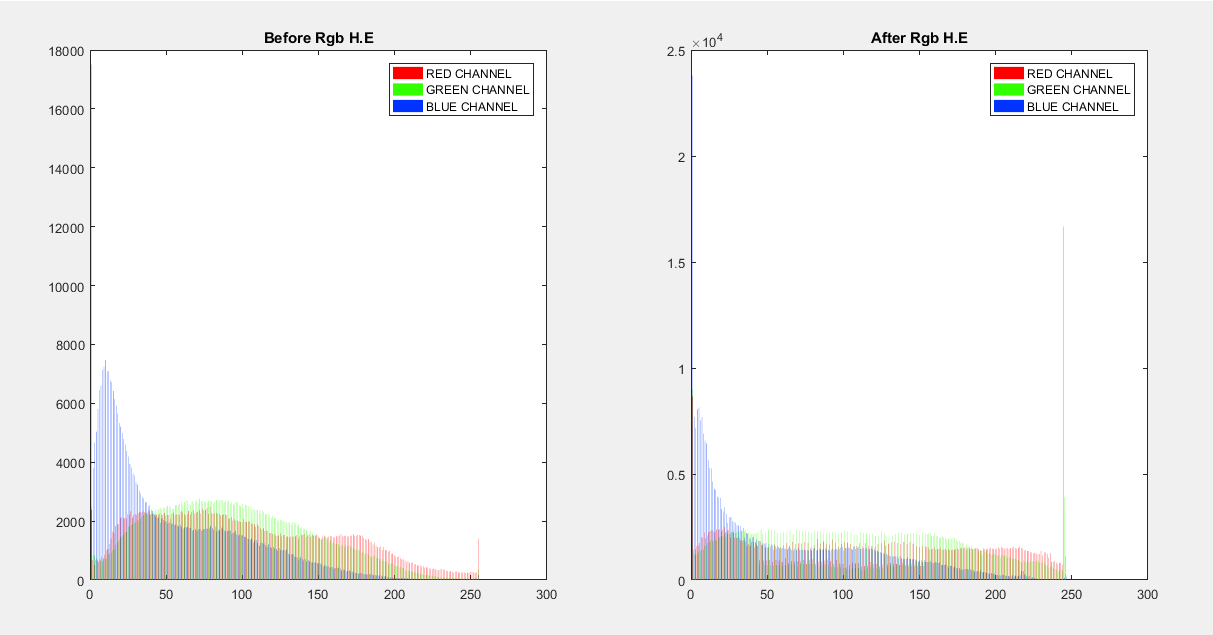 Before Rgb H.E
18000
16000
14000
12000
10000
8000
6000
4000
2000
0
0 50 100 150 200 250 300
RED CHANNEL
GREEN CHANNEL
BLUE CHANNEL
After Rgb H.E
×10⁴
2.5
2
1.5
1
0.5
0
0 50 100 150 200 250 300
RED CHANNEL
GREEN CHANNEL
BLUE CHANNEL